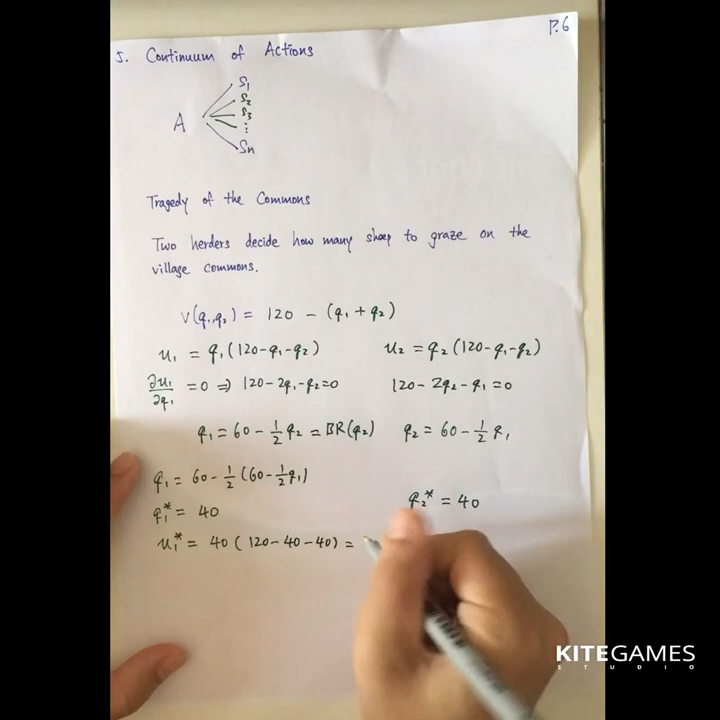 P.6
5. Continuum of Actions
S1
S2
A S3
⋮
Sn
Tragedy of the Commons
Two herders decide how many sheep to graze on the
village commons.
V(q₁,q₂) = 120 - (q₁ + q₂)
u₁ = q₁(120-q₁-q₂) u₂ = q₂(120-q₁-q₂)
∂u₁/∂q₁ = 0 ⇒ 120-2q₁-q₂=0 120-2q₂-q₁=0
q₁ = 60 - ½ q₂ = BR(q₂) q₂ = 60 - ½ q₁
q₁ = 60 - ½ (60 - ½ q₁)
q₁* = 40 q₂* = 40
u₁* = 40 ( 120 - 40 - 40) =
KITEGAMES
STUDIO